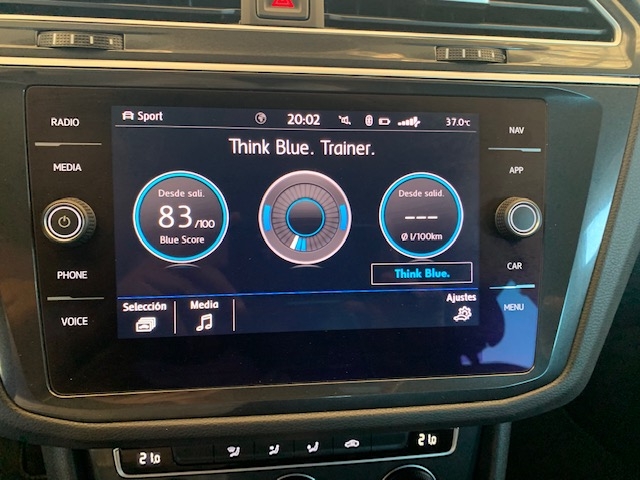 Sport 20:02 37.0°C
RADIO
MEDIA
PHONE
VOICE
Think Blue. Trainer.
Desde sali.
83/100
Blue Score
Desde salid.
---
Ø l/100km
Think Blue.
Selección
Media
Ajustes
NAV
APP
CAR
MENU
21.0
21.0